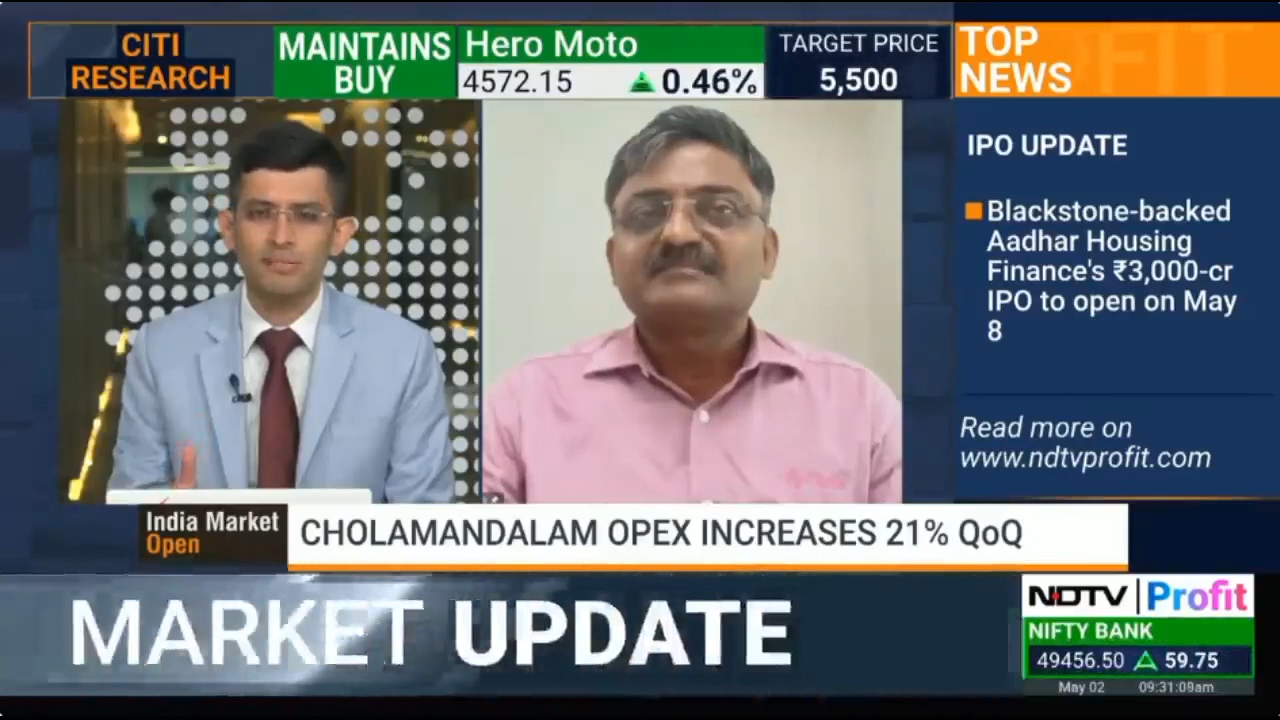 CITI
RESEARCH
MAINTAINS
BUY
Hero Moto
4572.15 ▲ 0.46%
TARGET PRICE
5,500
TOP
NEWS
IPO UPDATE
Blackstone-backed
Aadhar Housing
Finance's ₹3,000-cr
IPO to open on May
8
Read more on
www.ndtvprofit.com
India Market
Open
CHOLAMANDALAM OPEX INCREASES 21% QoQ
MARKET UPDATE
NDTV Profit
NIFTY BANK
49456.50 ▲ 59.75
May 02 09:31:09am